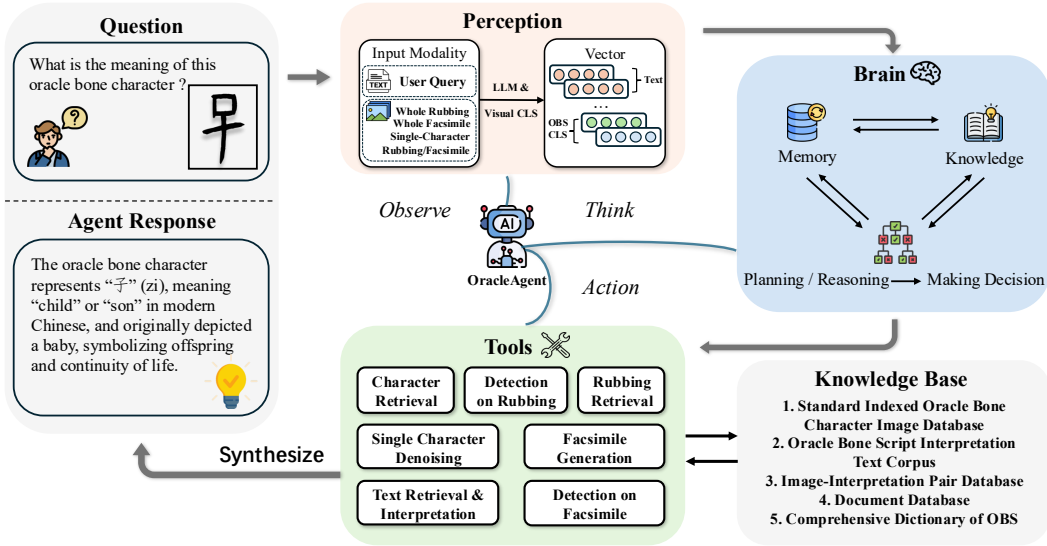 Question
What is the meaning of this
oracle bone character ?
Agent Response
The oracle bone character
represents “子” (zi), meaning
“child” or “son” in modern
Chinese, and originally depicted
a baby, symbolizing offspring
and continuity of life.
Perception
Input Modality
TEXT
User Query
Whole Rubbing
Whole Facsimile
Single-Character
Rubbing/Facsimile
LLM &
Visual CLS
Vector
Text
...
OBS
CLS
Observe
Think
Action
AI
OracleAgent
Brain
Memory
Knowledge
Planning / Reasoning
Making Decision
Tools
Character
Retrieval
Detection
on Rubbing
Rubbing
Retrieval
Single Character
Denoising
Facsimile
Generation
Text Retrieval &
Interpretation
Detection on
Facsimile
Synthesize
Knowledge Base
1. Standard Indexed Oracle Bone
Character Image Database
2. Oracle Bone Script Interpretation
Text Corpus
3. Image-Interpretation Pair Database
4. Document Database
5. Comprehensive Dictionary of OBS